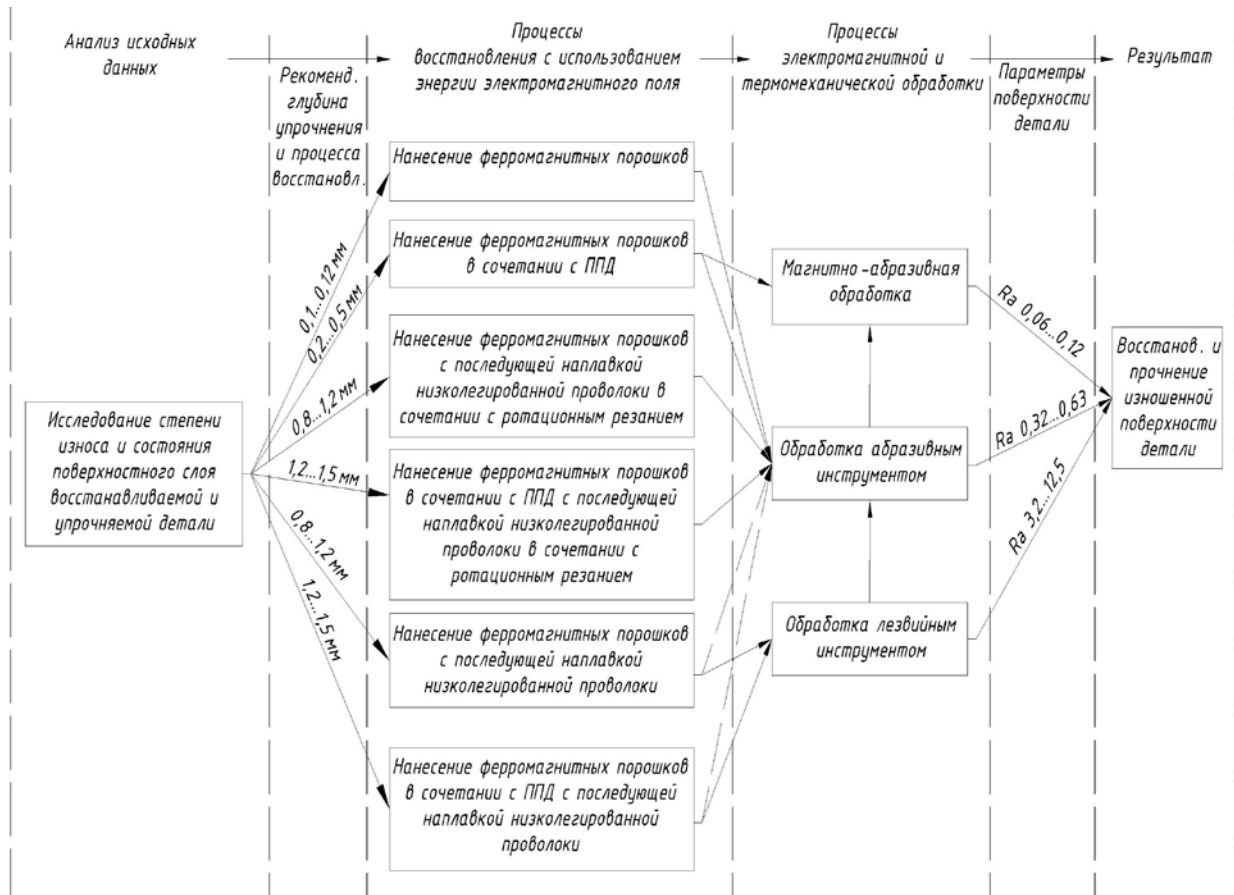 Анализ исходных
данных
Рекоменд.
глубина
упрочнения
и процесса
восстановл.
Процессы
восстановления с использованием
энергии электромагнитного поля
Процессы
электромагнитной и
термомеханической обработки
Параметры
поверхности
детали
Результат
Исследование степени
износа и состояния
поверхностного слоя
восстанавливаемой и
упрочняемой детали
0,1...0,12 мм
0,2...0,5 мм
0,8...1,2 мм
1,2...1,5 мм
0,8...1,2 мм
1,2...1,5 мм
Нанесение ферромагнитных порошков
Нанесение ферромагнитных порошков
в сочетании с ППД
Нанесение ферромагнитных порошков
с последующей наплавкой
низколегированной проволоки в
сочетании с ротационным резанием
Нанесение ферромагнитных порошков
в сочетании с ППД с последующей
наплавкой низколегированной
проволоки в сочетании с
ротационным резанием
Нанесение ферромагнитных порошков
с последующей наплавкой
низколегированной проволоки
Нанесение ферромагнитных порошков
в сочетании с ППД с последующей
наплавкой низколегированной
проволоки
Магнитно-абразивная
обработка
Обработка абразивным
инструментом
Обработка лезвийным
инструментом
Ra 0,06...0,12
Ra 0,32...0,63
Ra 3,2...12,5
Восстанов. и
прочнение
изношенной
поверхности
детали